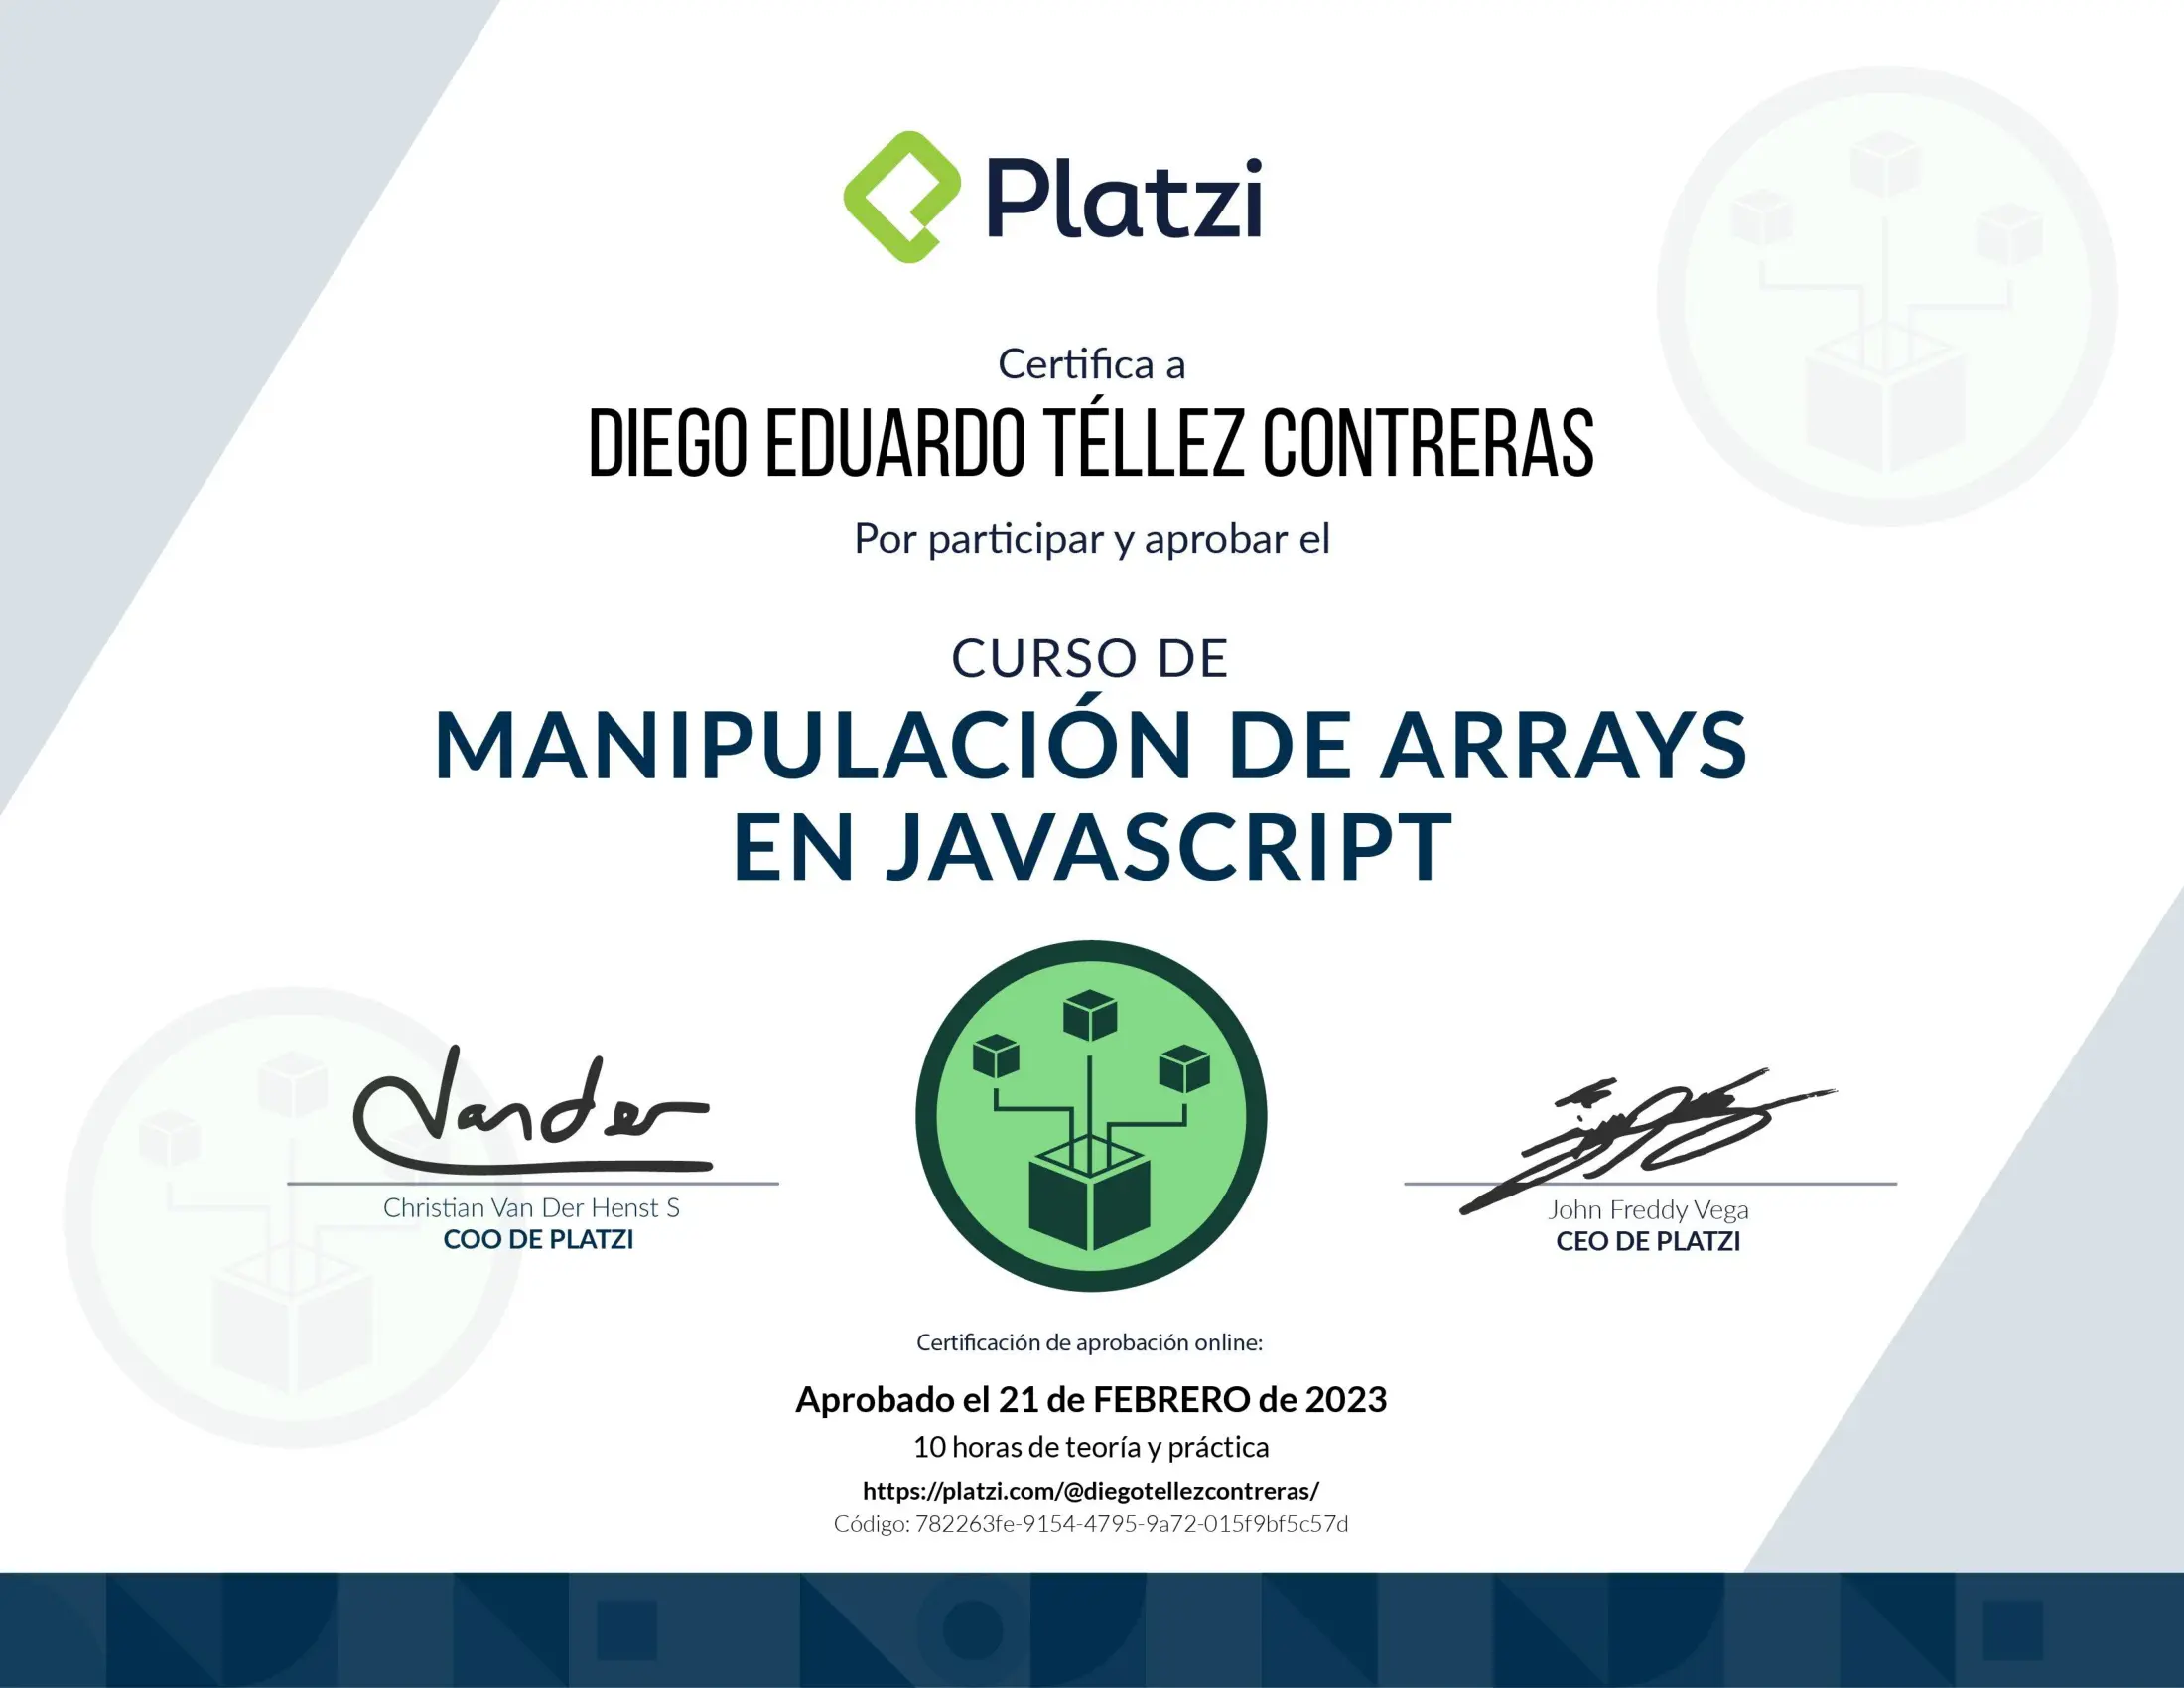 Platzi
Certifica a
DIEGO EDUARDO TÉLLEZ CONTRERAS
Por participar y aprobar el
CURSO DE
MANIPULACIÓN DE ARRAYS
EN JAVASCRIPT
Vander
Christian Van Der Henst S
COO DE PLATZI
John Freddy Vega
CEO DE PLATZI
Certificación de aprobación online:
Aprobado el 21 de FEBRERO de 2023
10 horas de teoría y práctica
https://platzi.com/@diegotellezcontreras/
Código: 782263fe-9154-4795-9a72-015f9bf5c57d